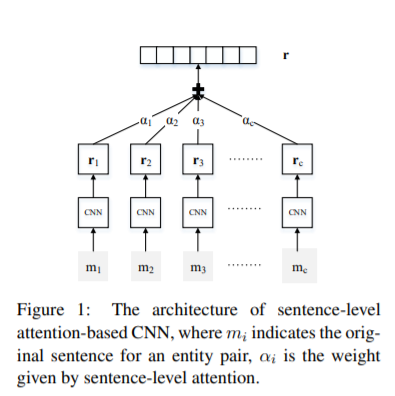 r
α1 α2 α3 αc
r1 r2 r3 ........ rc
CNN CNN CNN ........ CNN
m1 m2 m3 ........ mc
Figure 1: The architecture of sentence-level
attention-based CNN, where mi indicates the orig-
inal sentence for an entity pair, αi is the weight
given by sentence-level attention.